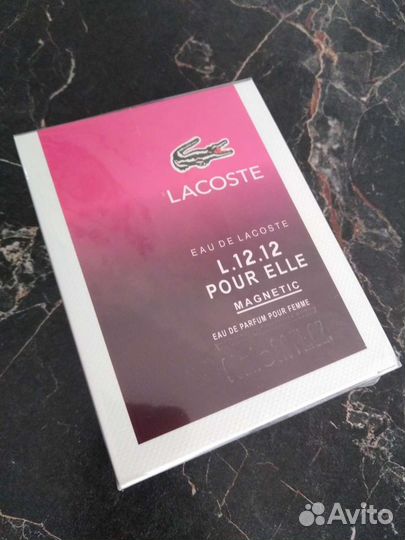 LACOSTE
EAU DE LACOSTE
L.12.12
POUR ELLE
MAGNETIC
EAU DE PARFUM POUR FEMME
Avito